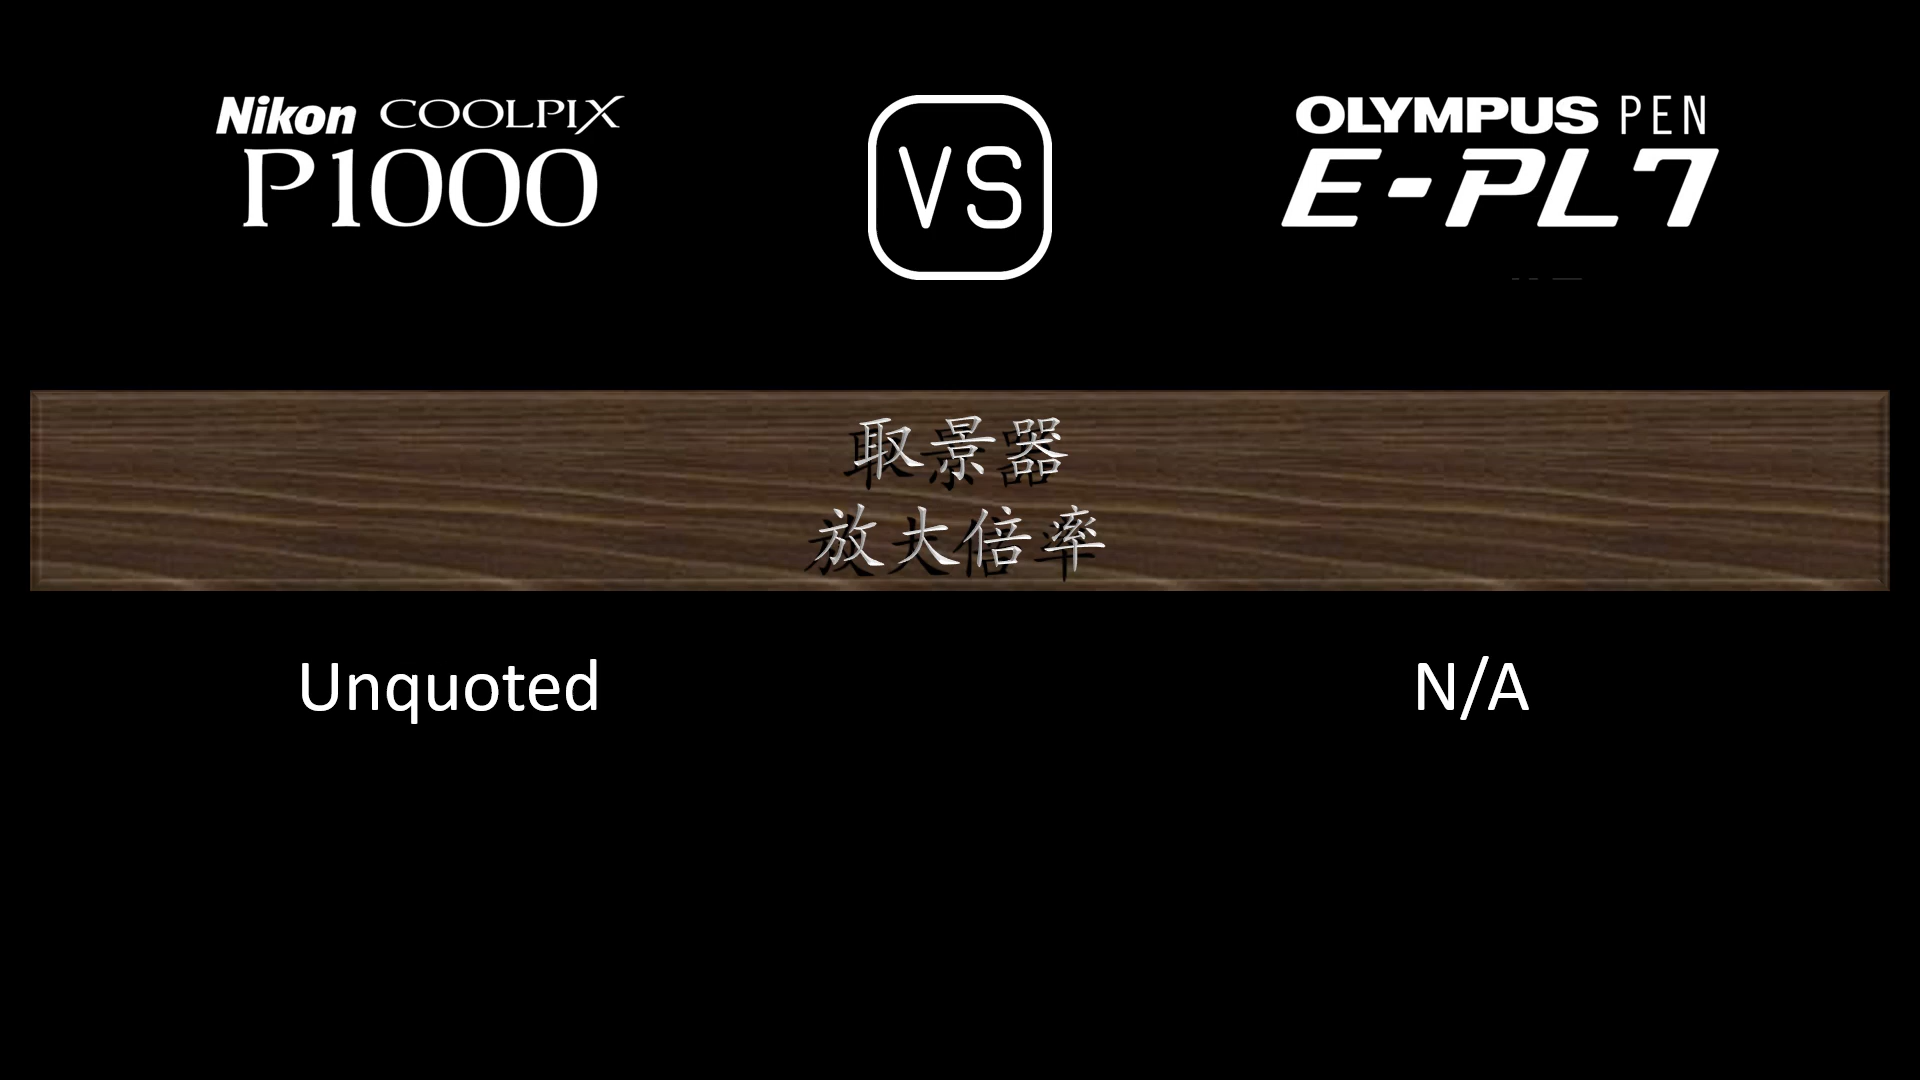 Nikon COOLPIX
P1000
VS
OLYMPUS PEN
E-PL7
取景器
放大倍率
Unquoted
N/A